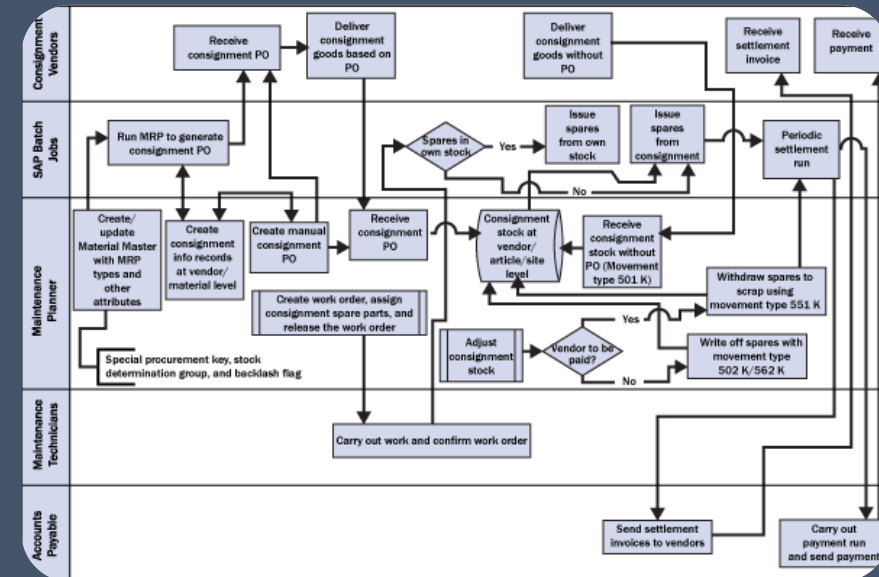 Consignment
Vendors
Receive
consignment PO
Deliver
consignment
goods based on
PO
Deliver
consignment
goods without
PO
Receive
settlement
invoice
Receive
payment
SAP Batch
Jobs
Run MRP to generate
consignment PO
Spares in
own stock
Yes
No
Issue
spares
from own
stock
Issue
spares
from
consignment
Periodic
settlement
run
Maintenance
Planner
Create/
update
Material Master
with MRP
types and
other
attributes
Create
consignment
info records
at vendor/
material level
Create manual
consignment
PO
Receive
consignment
PO
Consignment
stock at
vendor/
article/site
level
Receive
consignment
stock without
PO (Movement
type 501 K)
Withdraw spares to
scrap using
movement type 551 K
Create work order, assign
consignment spare parts, and
release the work order
Adjust
consignment
stock
Vendor to be
paid?
Yes
No
Write off spares with
movement type
502 K/562 K
Special procurement key, stock
determination group, and backlash flag
Maintenance
Technicians
Carry out work and confirm work order
Accounts
Payable
Send settlement
invoices to vendors
Carry out
payment run
and send payment